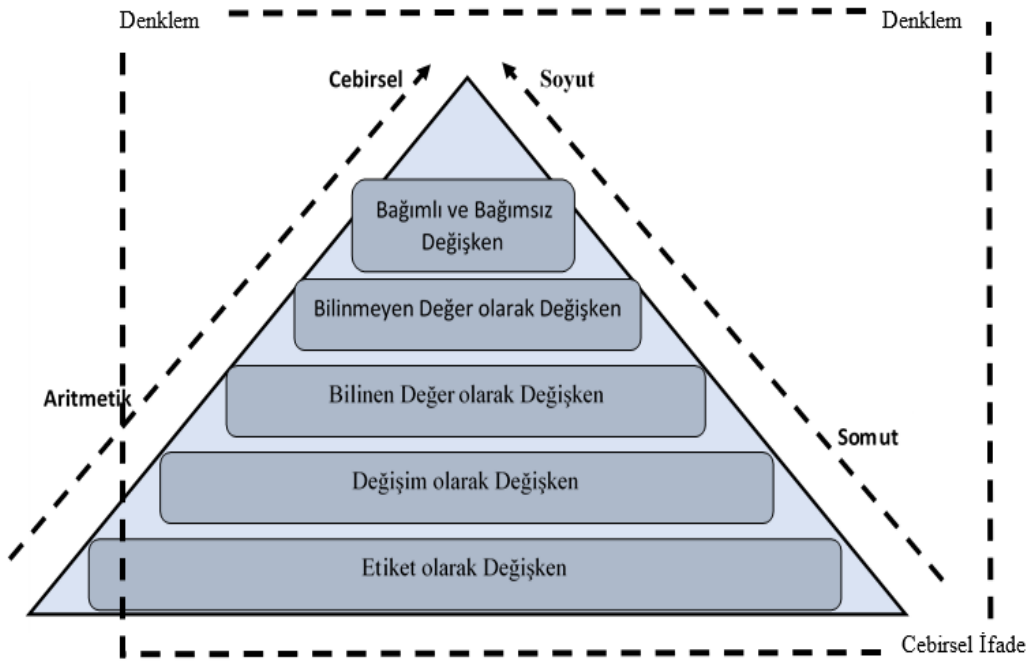 Denklem
Denklem
Cebirsel
Soyut
Bağımlı ve Bağımsız
Değişken
Bilinmeyen Değer olarak Değişken
Aritmetik
Bilinen Değer olarak Değişken
Somut
Değişim olarak Değişken
Etiket olarak Değişken
Cebirsel İfade